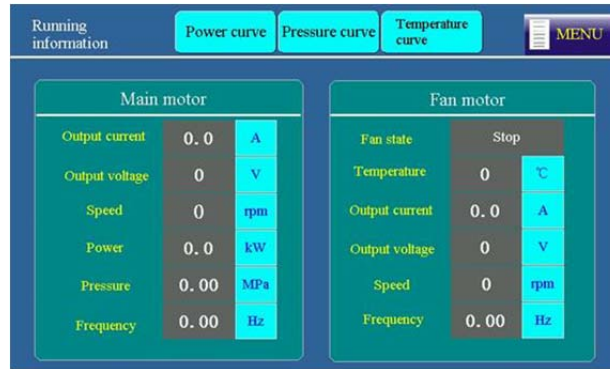 Running
information
Power curve
Pressure curve
Temperature
curve
MENU
Main motor
Output current 0.0 A
Output voltage 0 V
Speed 0 rpm
Power 0.0 kW
Pressure 0.00 MPa
Frequency 0.00 Hz
Fan motor
Fan state Stop
Temperature 0 ℃
Output current 0.0 A
Output voltage 0 V
Speed 0 rpm
Frequency 0.00 Hz